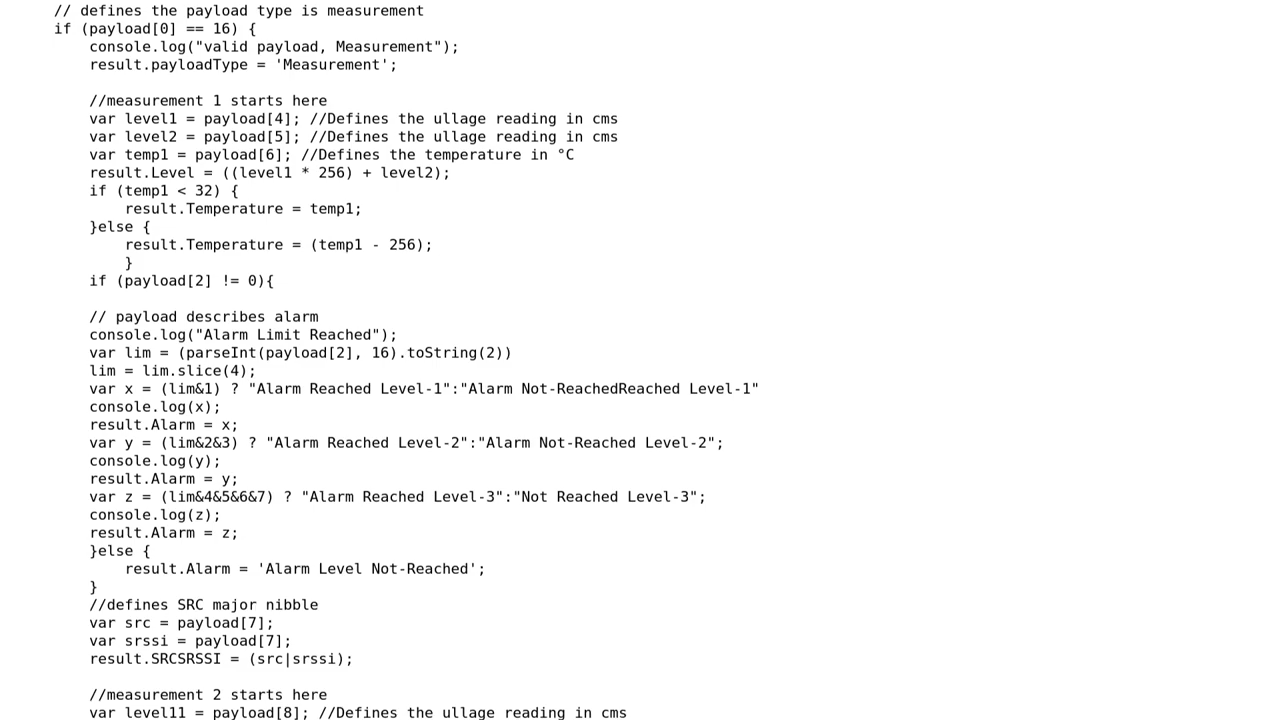 // defines the payload type is measurement
if (payload[0] == 16) {
console.log("valid payload, Measurement");
result.payloadType = 'Measurement';
//measurement 1 starts here
var level1 = payload[4]; //Defines the ullage reading in cms
var level2 = payload[5]; //Defines the ullage reading in cms
var temp1 = payload[6]; //Defines the temperature in °C
result.Level = ((level1 * 256) + level2);
if (temp1 < 32) {
result.Temperature = temp1;
}else {
result.Temperature = (temp1 - 256);
}
if (payload[2] != 0){
// payload describes alarm
console.log("Alarm Limit Reached");
var lim = (parseInt(payload[2], 16).toString(2))
lim = lim.slice(4);
var x = (lim&1) ? "Alarm Reached Level-1":"Alarm Not-ReachedReached Level-1"
console.log(x);
result.Alarm = x;
var y = (lim&2&3) ? "Alarm Reached Level-2":"Alarm Not-Reached Level-2";
console.log(y);
result.Alarm = y;
var z = (lim&4&5&6&7) ? "Alarm Reached Level-3":"Not Reached Level-3";
console.log(z);
result.Alarm = z;
}else {
result.Alarm = 'Alarm Level Not-Reached';
}
//defines SRC major nibble
var src = payload[7];
var srssi = payload[7];
result.SRCSRSSI = (src|srssi);
//measurement 2 starts here
var level11 = payload[8]; //Defines the ullage reading in cms